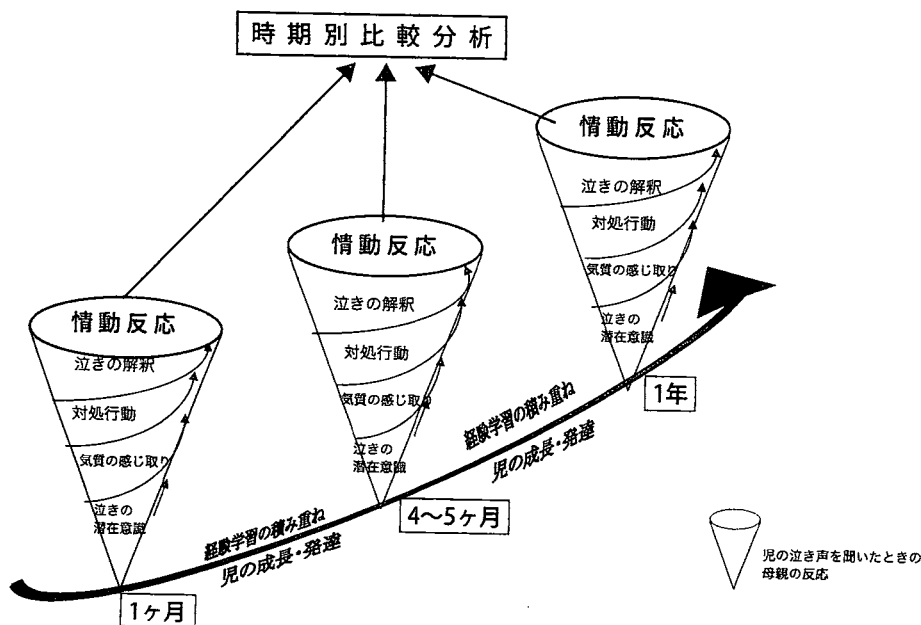 時期別比較分析
情動反応
泣きの解釈
対処行動
気質の感じ取り
泣きの
潜在意識
1ヶ月
経験学習の積み重ね
児の成長・発達
情動反応
泣きの解釈
対処行動
気質の感じ取り
泣きの
潜在意識
4〜5ヶ月
経験学習の積み重ね
児の成長・発達
情動反応
泣きの解釈
対処行動
気質の感じ取り
泣きの
潜在意識
1年
児の泣き声を聞いたときの
母親の反応